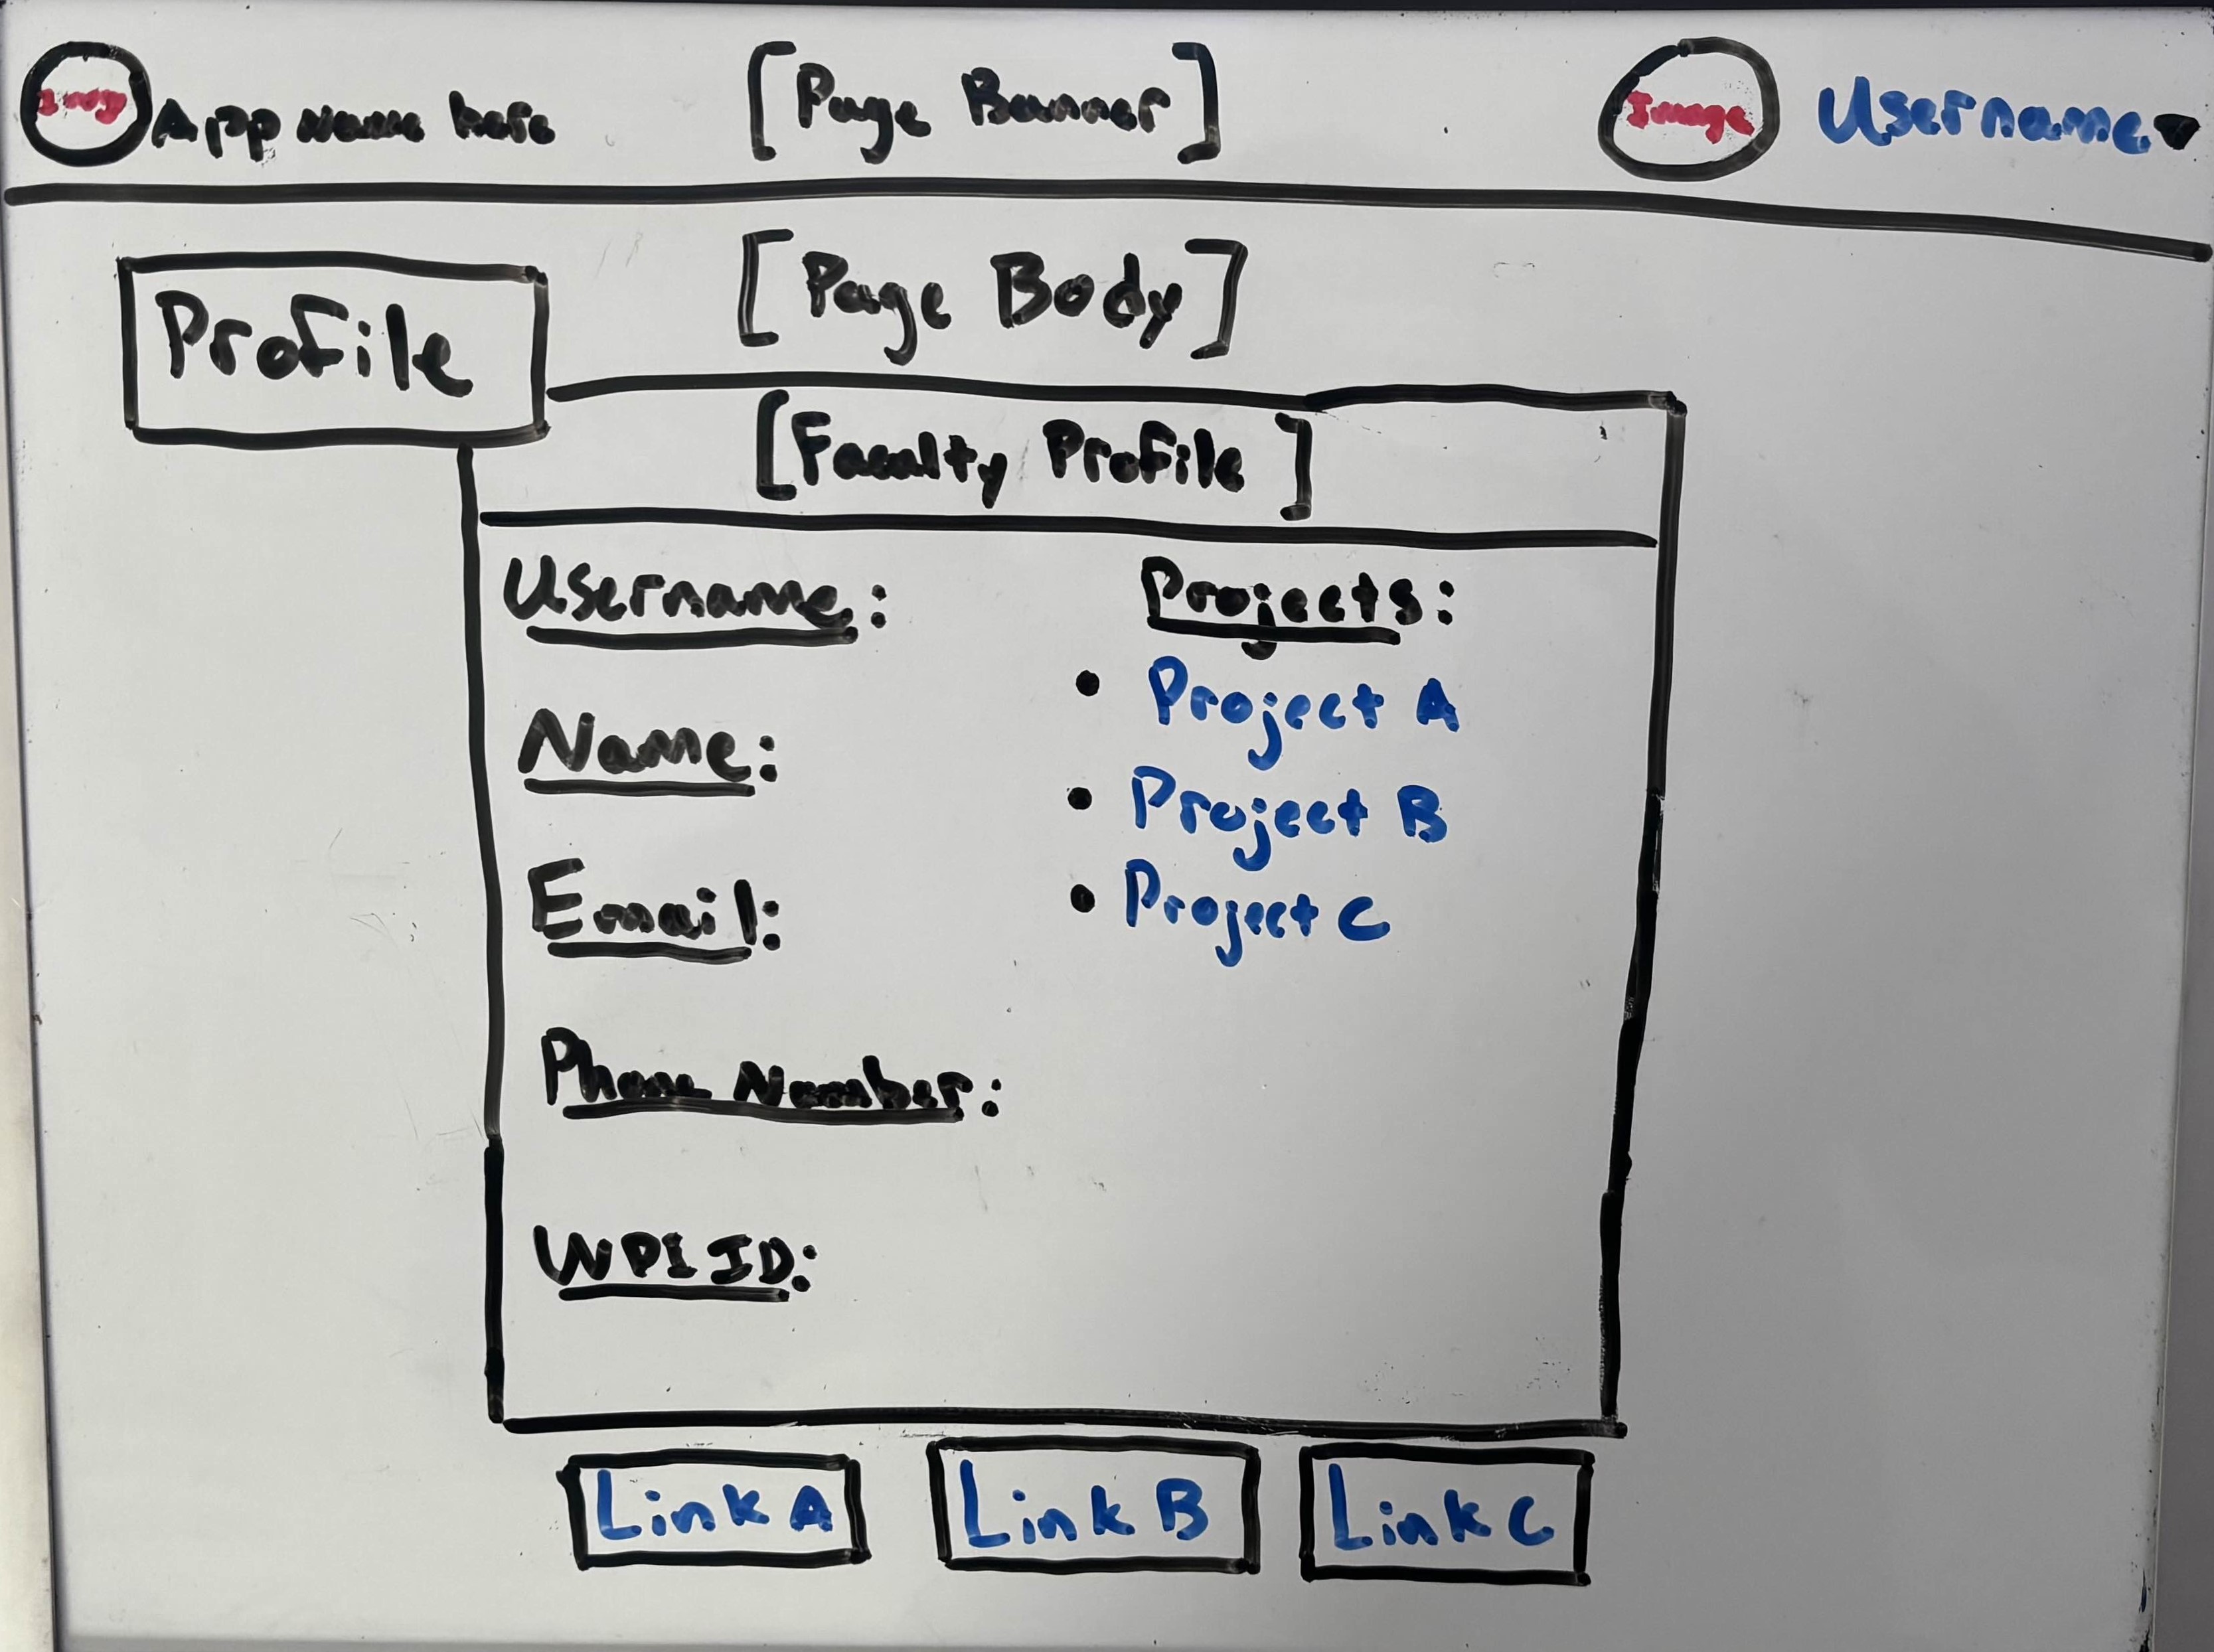 Image App Name here [Page Banner] Image Username
[Page Body]
Profile
[Faculty Profile]
Username: Projects:
• Project A
Name:
• Project B
Email: • Project C
Phone Number:
WPI ID:
Link A Link B Link C